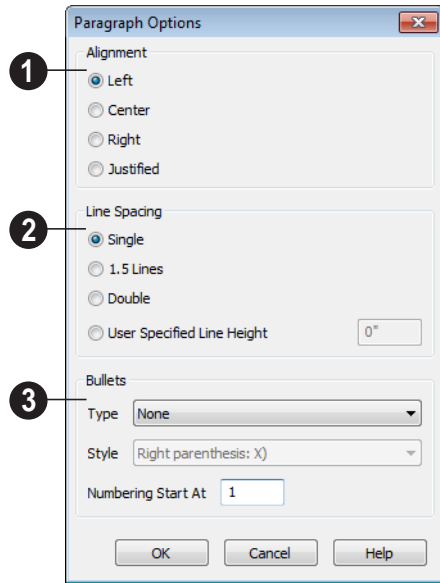 Paragraph Options
Alignment
1
Left
Center
Right
Justified
Line Spacing
2
Single
1.5 Lines
Double
User Specified Line Height 0"
Bullets
3
Type None
Style Right parenthesis: X)
Numbering Start At 1
OK Cancel Help